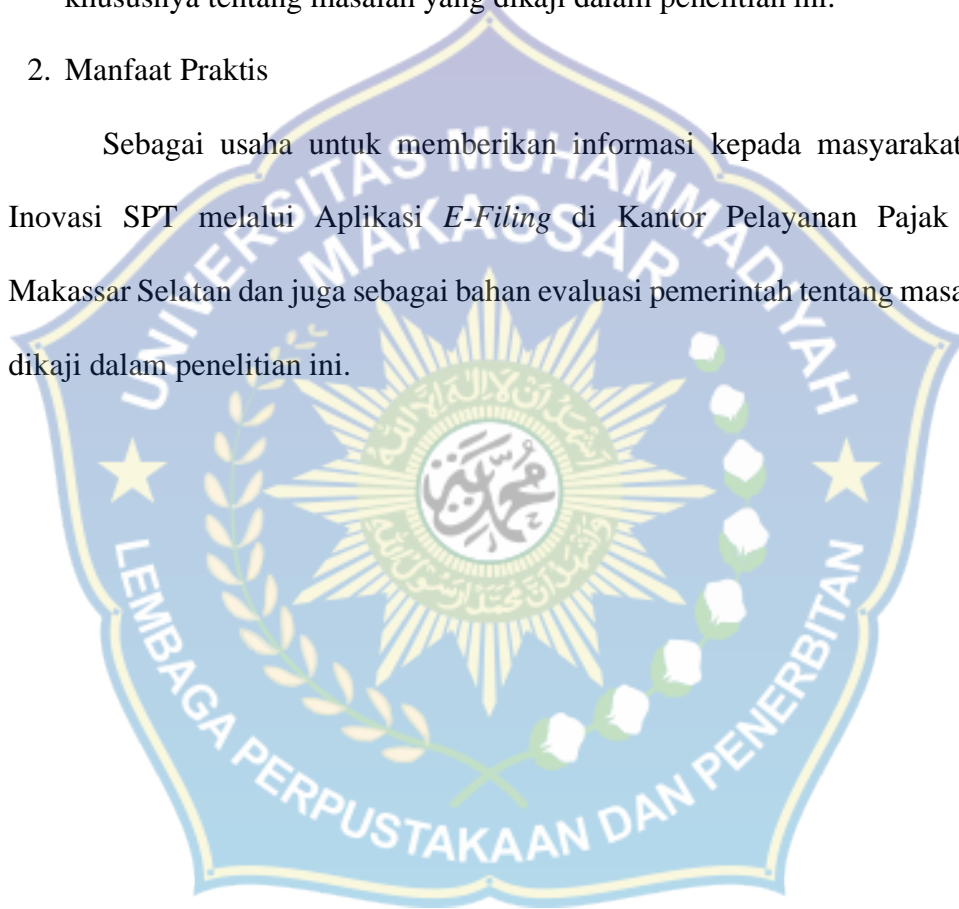 khususnya tentang masalah yang dikaji dalam penelitian ini.
2. Manfaat Praktis
Sebagai usaha untuk memberikan informasi kepada masyarakat
Inovasi SPT melalui Aplikasi E-Filing di Kantor Pelayanan Pajak
Makassar Selatan dan juga sebagai bahan evaluasi pemerintah tentang masa
dikaji dalam penelitian ini.
UNIVERSITAS MUHAMMADIYAH
MAKASSAR
LEMBAGA PERPUSTAKAAN DAN PENERBITAN